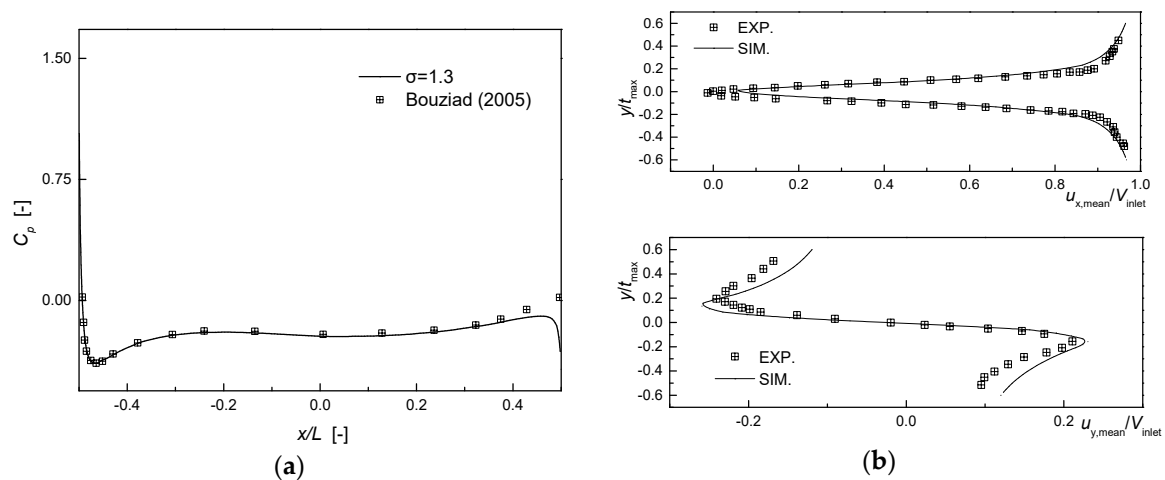 1.50
0.75
0.00
C_p [-]
σ=1.3
Bouziad (2005)
-0.4
-0.2
0.0
0.2
0.4
x/L [-]
(a)
0.6
0.4
0.2
0.0
-0.2
-0.4
-0.6
y/t_max
EXP.
SIM.
0.0
0.2
0.4
0.6
0.8
1.0
u_x,mean/V_inlet
0.6
0.4
0.2
0.0
-0.2
-0.4
-0.6
y/t_max
EXP.
SIM.
-0.2
0.0
0.2
u_y,mean/V_inlet
(b)